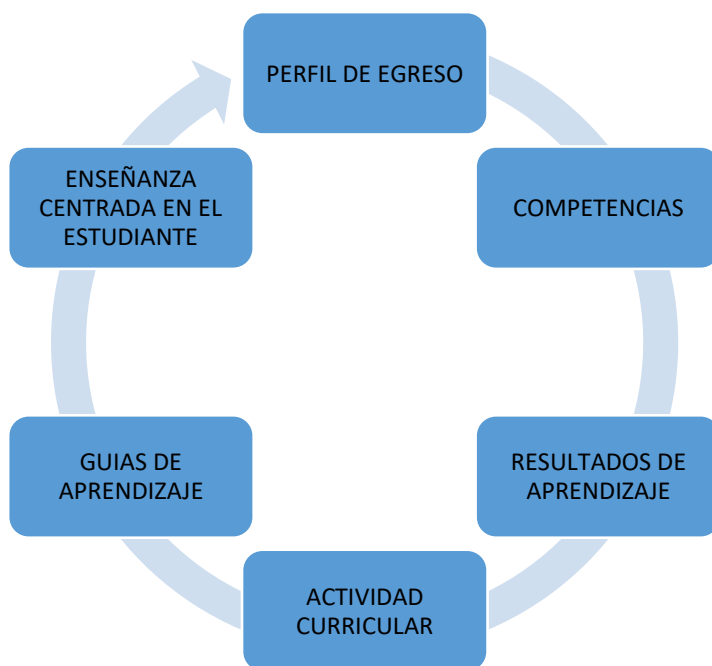 PERFIL DE EGRESO
COMPETENCIAS
RESULTADOS DE
APRENDIZAJE
ACTIVIDAD
CURRICULAR
GUIAS DE
APRENDIZAJE
ENSEÑANZA
CENTRADA EN EL
ESTUDIANTE